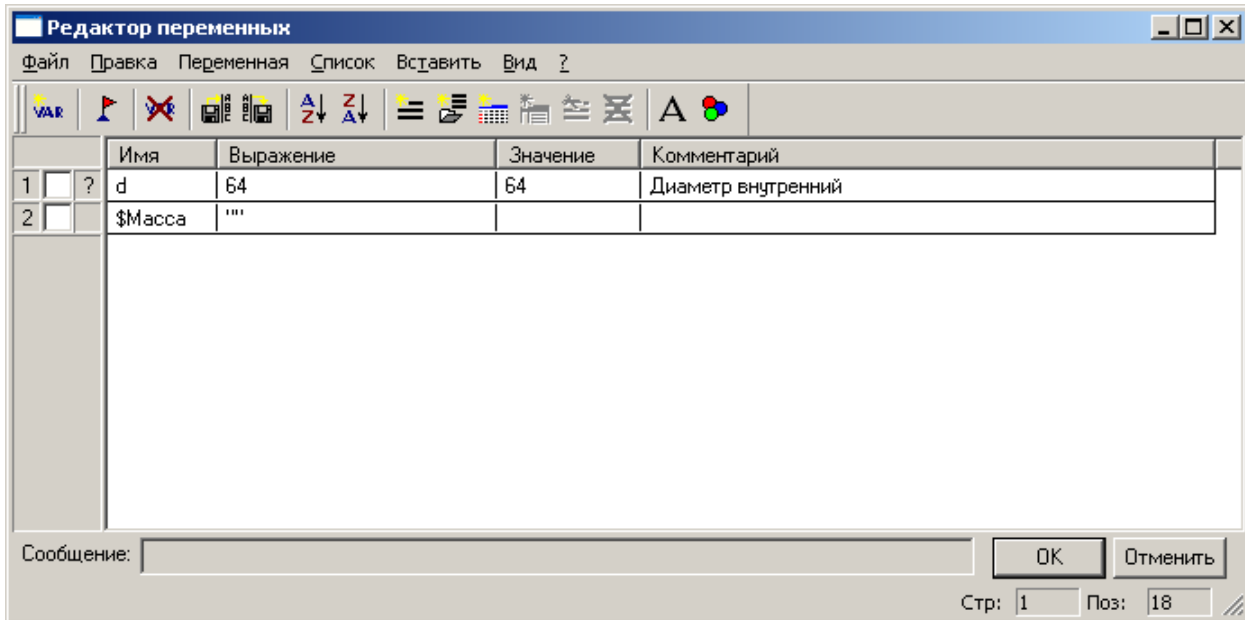 Редактор переменных
Файл Правка Переменная Список Вставить Вид ?
VAR VAR A Z Z A A
Имя Выражение Значение Комментарий
1 ? d 64 64 Диаметр внутренний
2 $Масса ""
Сообщение: OK Отменить
Стр: 1 Поз: 18